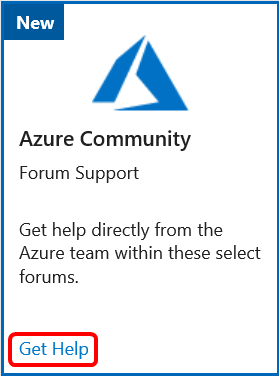 New
Azure Community
Forum Support
Get help directly from the
Azure team within these select
forums.
Get Help